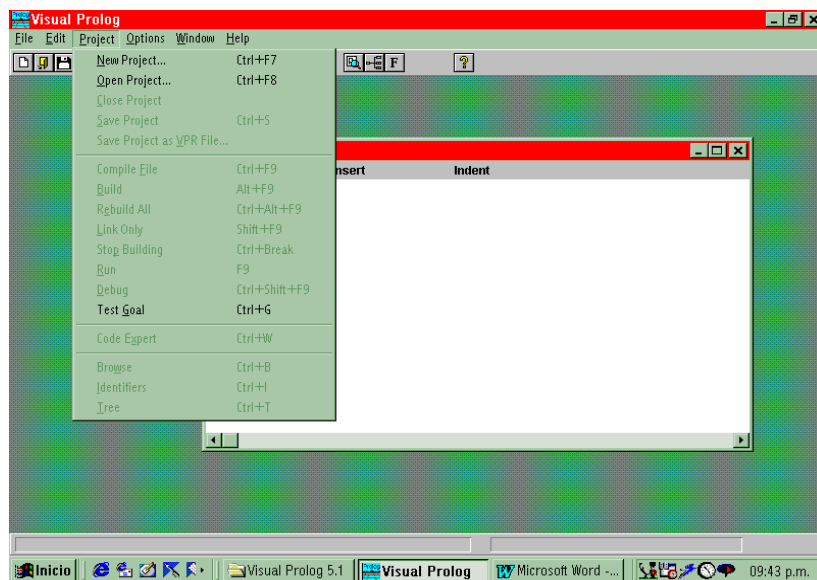 Visual Prolog
File Edit Project Options Window Help
New Project... Ctrl+F7
Open Project... Ctrl+F8
Close Project
Save Project Ctrl+S
Save Project as VPR File...
Compile File Ctrl+F9
Build Alt+F9
Rebuild All Ctrl+Alt+F9
Link Only Shift+F9
Stop Building Ctrl+Break
Run F9
Debug Ctrl+Shift+F9
Test Goal Ctrl+G
Code Expert Ctrl+W
Browse Ctrl+B
Identifiers Ctrl+I
Tree Ctrl+T
F ?
nsert Indent
Inicio Visual Prolog 5.1 Visual Prolog Microsoft Word -... 09:43 p.m.